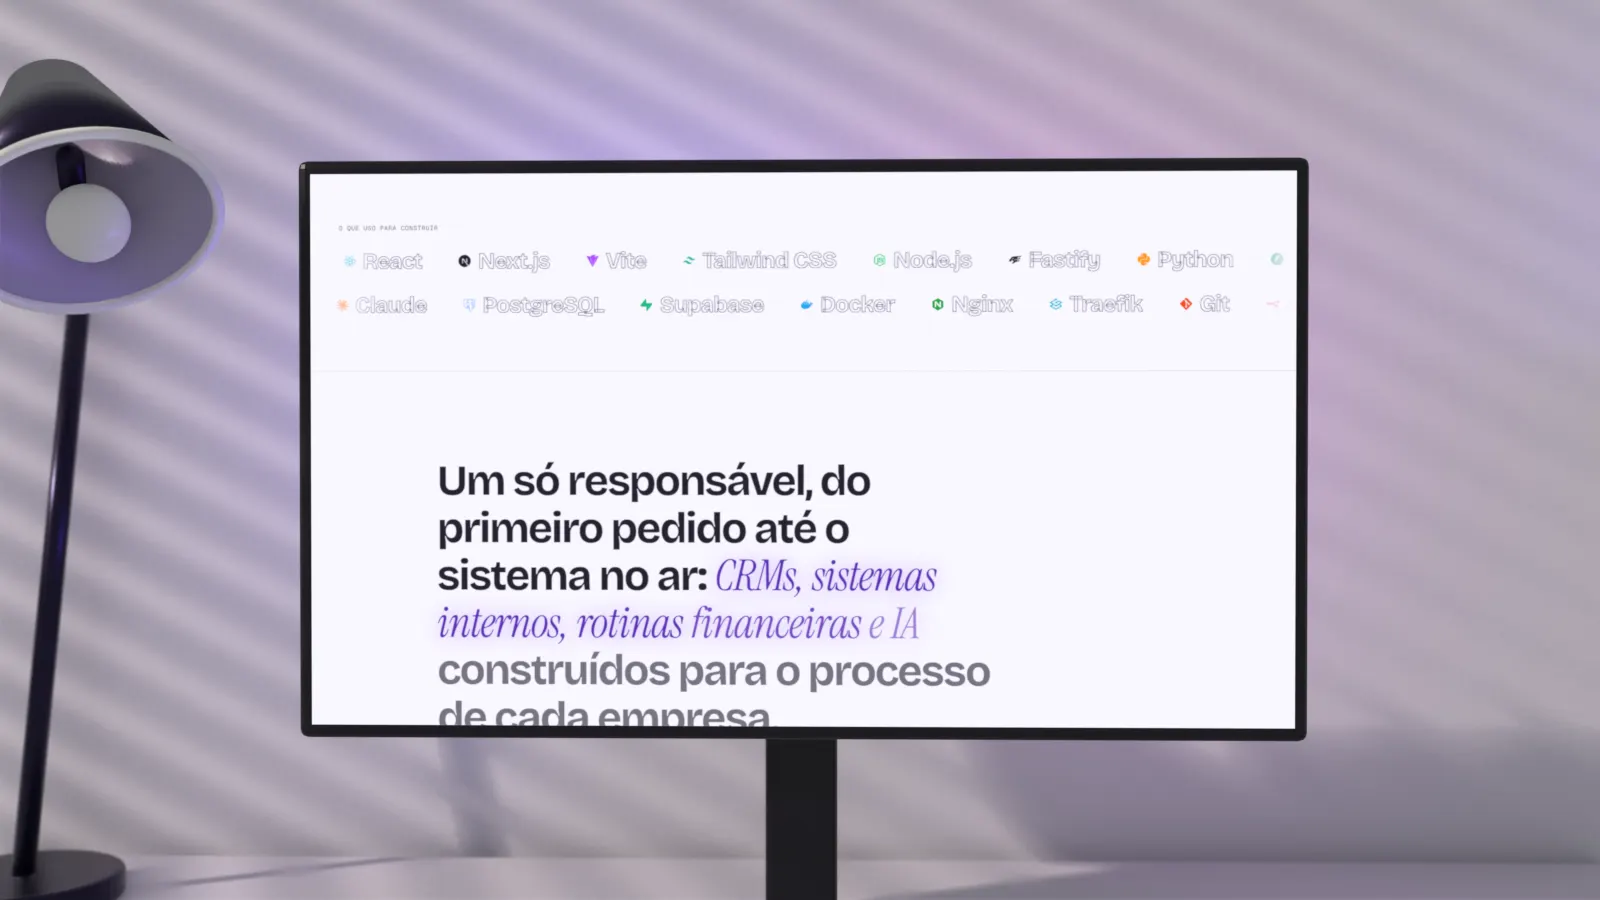 O QUE USO PARA CONSTRUIR
React Next.js Vite Tailwind CSS Node.js Fastify Python
Claude PostgreSQL Supabase Docker Nginx Traefik Git
Um só responsável, do
primeiro pedido até o
sistema no ar: CRMs, sistemas
internos, rotinas financeiras e IA
construídos para o processo
de cada empresa.